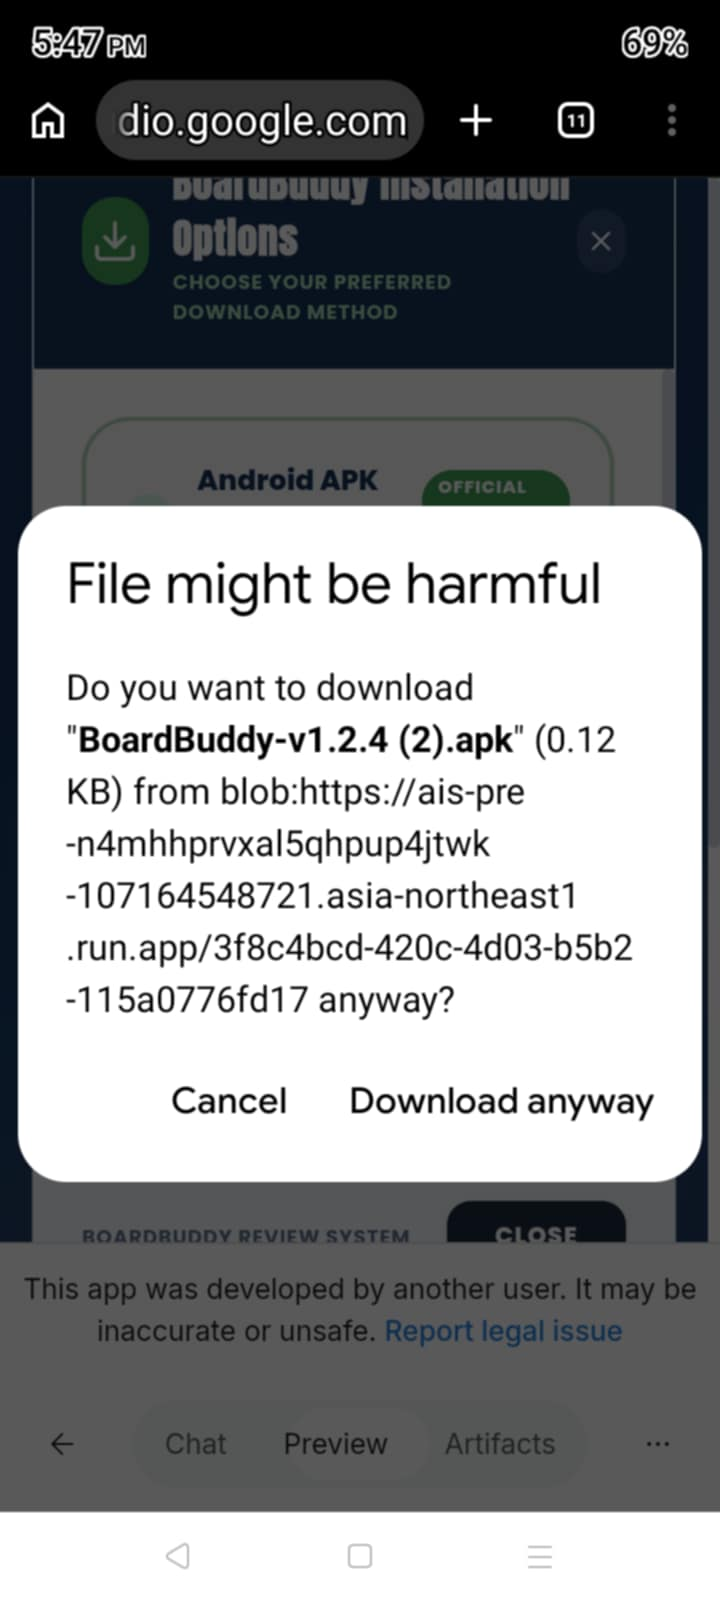 5:47 PM
69%
dio.google.com
11
BoardBuddy Installation
Options
CHOOSE YOUR PREFERRED
DOWNLOAD METHOD
Android APK
OFFICIAL
File might be harmful
Do you want to download
"BoardBuddy-v1.2.4 (2).apk" (0.12
KB) from blob:https://ais-pre
-n4mhhprvxal5qhpup4jtwk
-107164548721.asia-northeast1
.run.app/3f8c4bcd-420c-4d03-b5b2
-115a0776fd17 anyway?
Cancel
Download anyway
BOARDBUDDY REVIEW SYSTEM
CLOSE
This app was developed by another user. It may be
inaccurate or unsafe. Report legal issue
Chat
Preview
Artifacts